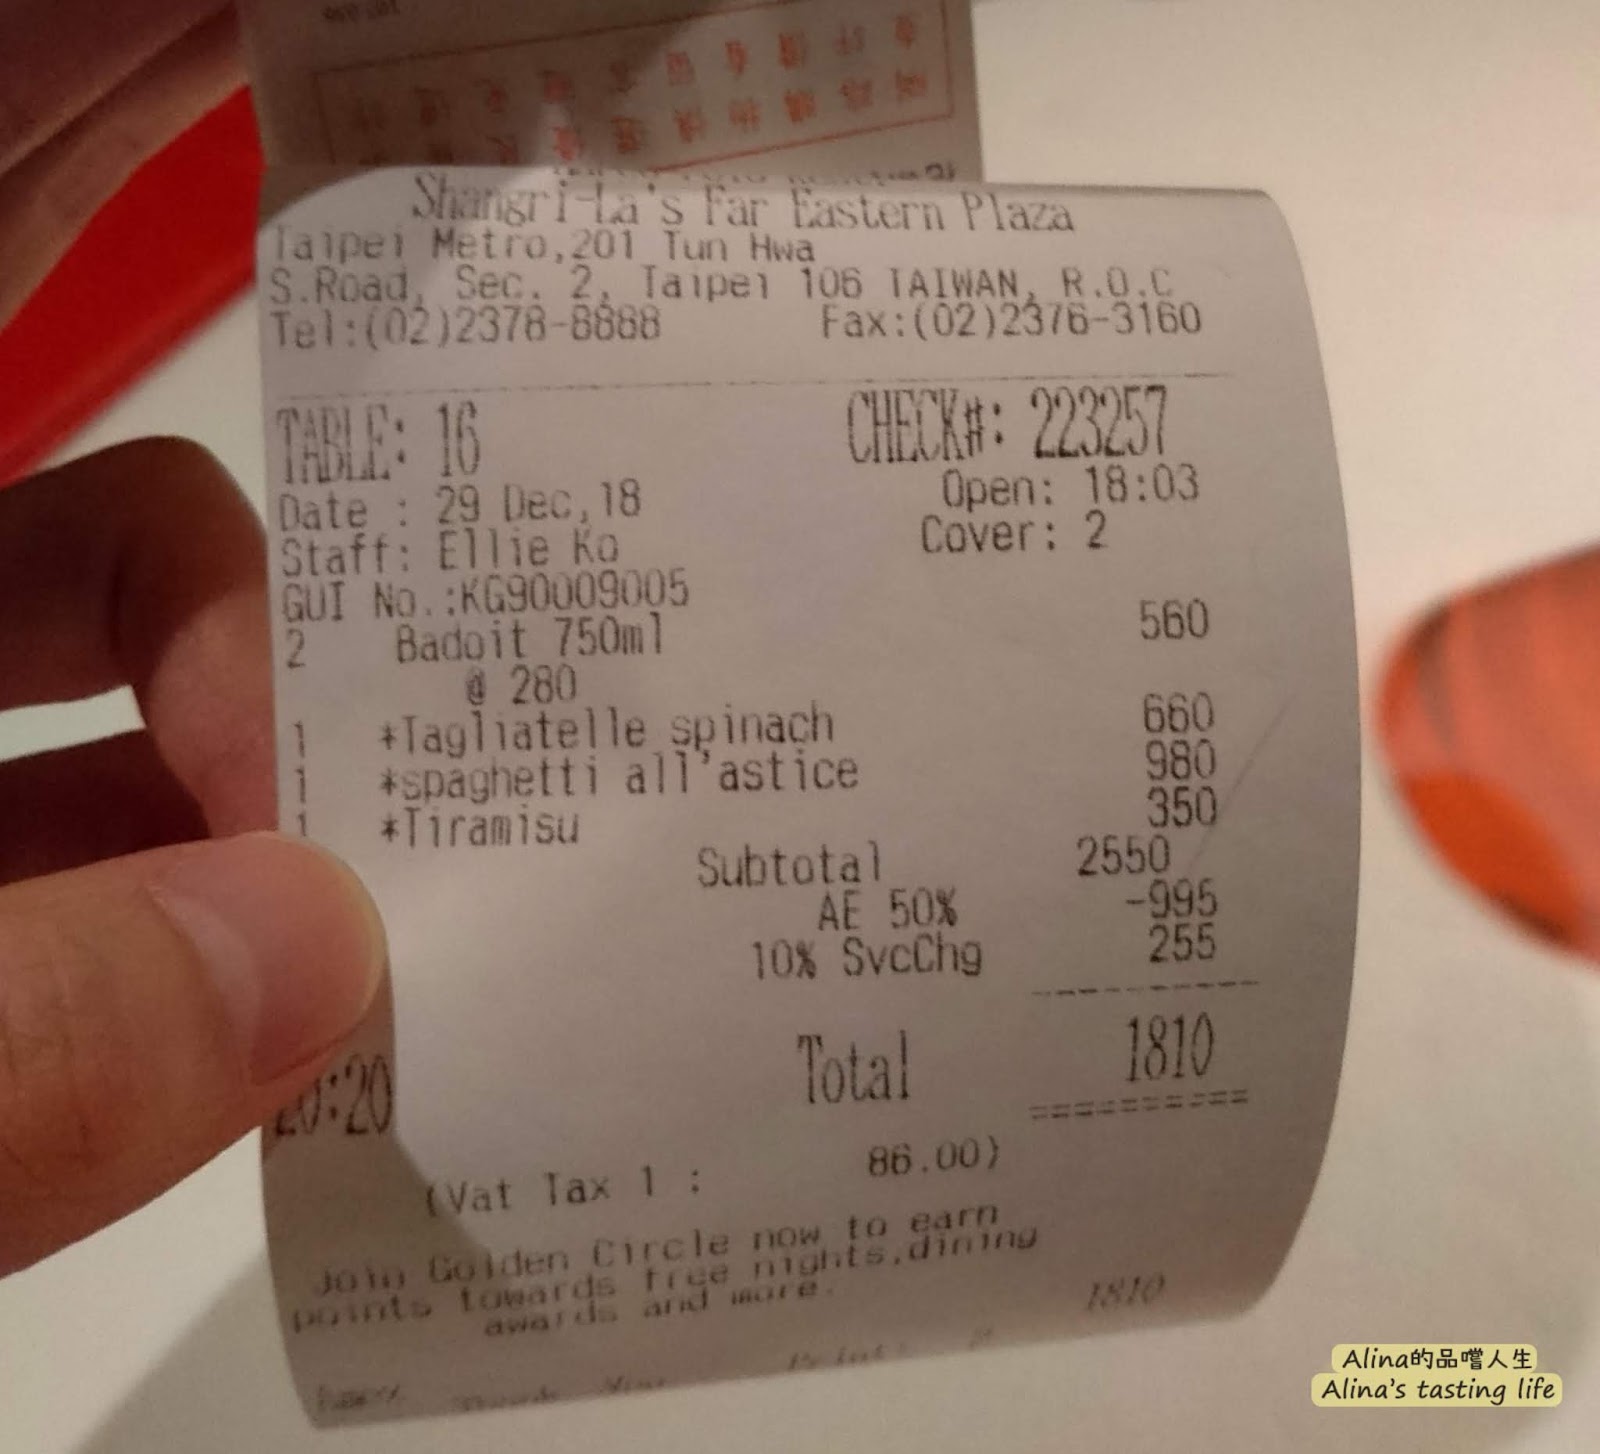 Shangri-La's Far Eastern Plaza
Taipei Metro,201 Tun Hwa
S.Road, Sec. 2, Taipei 106 TAIWAN, R.O.C
Tel:(02)2378-8888 Fax:(02)2376-3160
TABLE: 16 CHECK#: 223257
Date : 29 Dec,18 Open: 18:03
Staff: Ellie Ko Cover: 2
GUI No.:KG90009005
2 Badoit 750ml 560
@ 280
1 *Tagliatelle spinach 660
1 *spaghetti all'astice 980
1 *Tiramisu 350
Subtotal 2550
AE 50% -995
10% SvcChg 255
Total 1810
20:20
(Vat Tax 1 : 86.00)
Join Golden Circle now to earn
points towards free nights,dining
awards and more.
1810
Alina的品嚐人生
Alina's tasting life